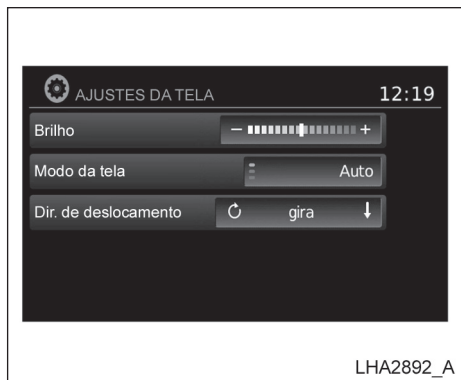 AJUSTES DA TELA 12:19
Brilho − +
Modo da tela Auto
Dir. de deslocamento gira
LHA2892_A